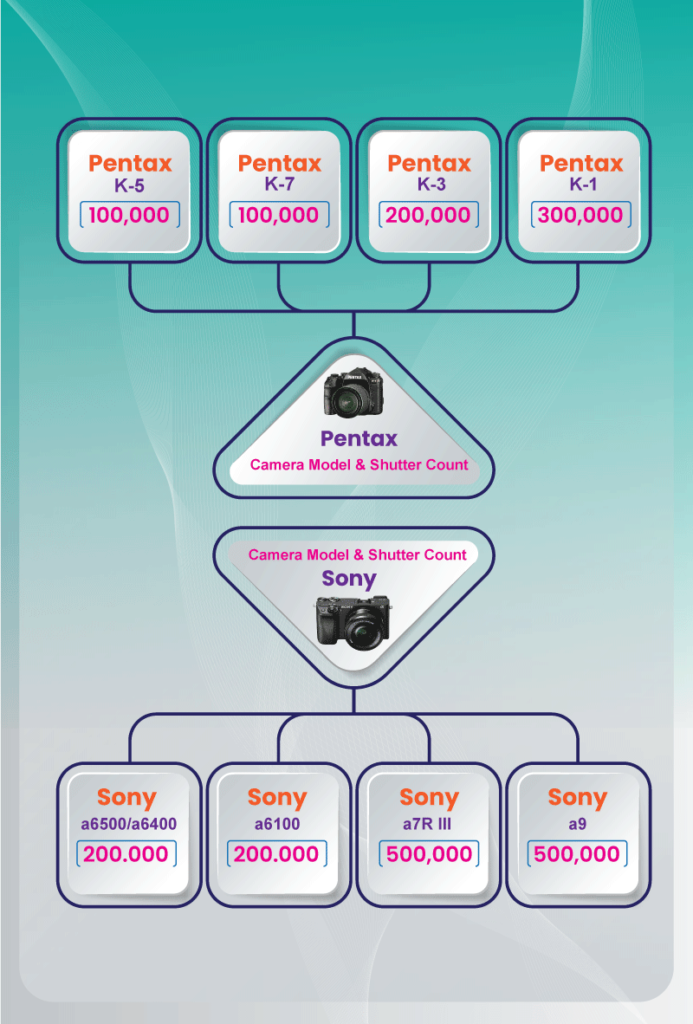 Pentax
K-5
100,000
Pentax
K-7
100,000
Pentax
K-3
200,000
Pentax
K-1
300,000
PENTAX
Pentax
Camera Model & Shutter Count
Camera Model & Shutter Count
Sony
SONY
Sony
a6500/a6400
200.000
Sony
a6100
200.000
Sony
a7R III
500,000
Sony
a9
500,000